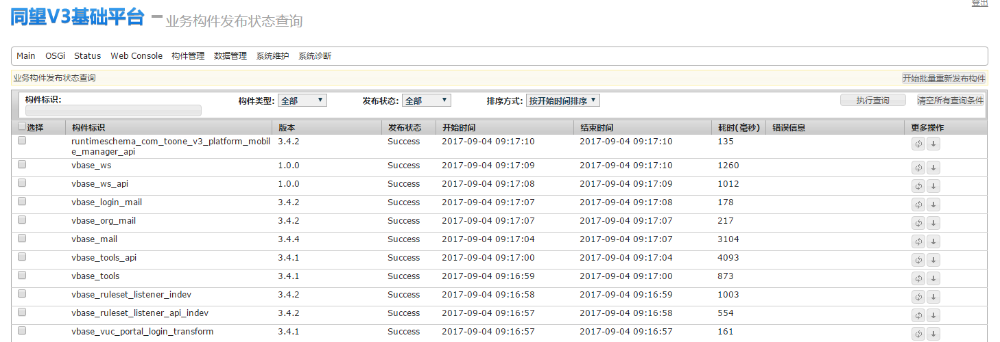 登出
同望V3基础平台 – 业务构件发布状态查询
Main OSGi Status Web Console 构件管理 数据管理 系统维护 系统诊断
业务构件发布状态查询 开始批量重新发布构件
构件标识: 构件类型: 全部 发布状态: 全部 排序方式: 按开始时间排序 执行查询 清空所有查询条件
选择 构件标识 版本 发布状态 开始时间 结束时间 耗时(毫秒) 错误信息 更多操作
runtimeschema_com_toone_v3_platform_mobil 3.4.2 Success 2017-09-04 09:17:10 2017-09-04 09:17:10 135
e_manager_api
vbase_ws 1.0.0 Success 2017-09-04 09:17:09 2017-09-04 09:17:10 1260
vbase_ws_api 1.0.0 Success 2017-09-04 09:17:08 2017-09-04 09:17:09 1012
vbase_login_mail 3.4.2 Success 2017-09-04 09:17:07 2017-09-04 09:17:08 178
vbase_org_mail 3.4.2 Success 2017-09-04 09:17:07 2017-09-04 09:17:07 217
vbase_mail 3.4.4 Success 2017-09-04 09:17:04 2017-09-04 09:17:07 3104
vbase_tools_api 3.4.1 Success 2017-09-04 09:17:00 2017-09-04 09:17:04 4093
vbase_tools 3.4.1 Success 2017-09-04 09:16:59 2017-09-04 09:17:00 873
vbase_ruleset_listener_indev 3.4.2 Success 2017-09-04 09:16:58 2017-09-04 09:16:59 1003
vbase_ruleset_listener_api_indev 3.4.2 Success 2017-09-04 09:16:57 2017-09-04 09:16:58 554
vbase_vuc_portal_login_transform 3.4.1 Success 2017-09-04 09:16:57 2017-09-04 09:16:57 161